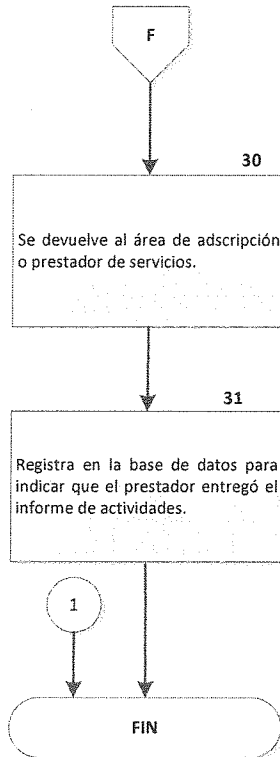 F
30
Se devuelve al área de adscripción
o prestador de servicios.
31
Registra en la base de datos para
indicar que el prestador entregó el
informe de actividades.
1
FIN